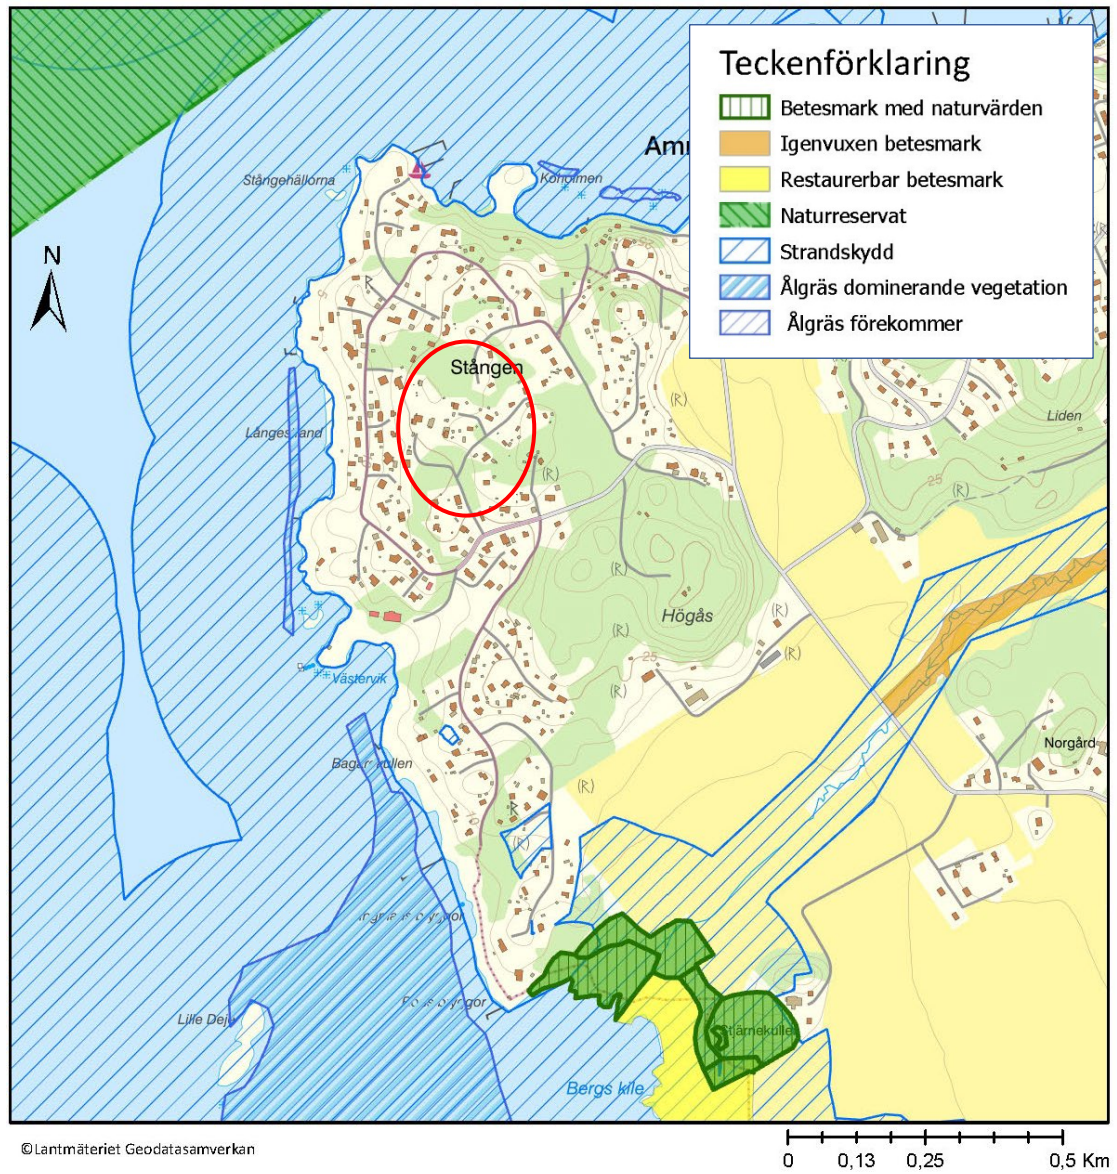 Teckenförklaring
Betesmark med naturvärden
Igenvuxen betesmark
Restaurerbar betesmark
Naturreservat
Strandskydd
Ålgräs dominerande vegetation
Ålgräs förekommer
Stångehällorna
Koholmen
N
R
Stången
(R)
Liden
25
(R)
(R)
(R)
Högås
(R)
(R)
25
(R)
(R)
Västervik
Norgård
(R)
R
10
(R)
Lille
Stjärnekullen
Bergs kile
©Lantmäteriet Geodatasamverkan
0 0,13 0,25 0,5 Km